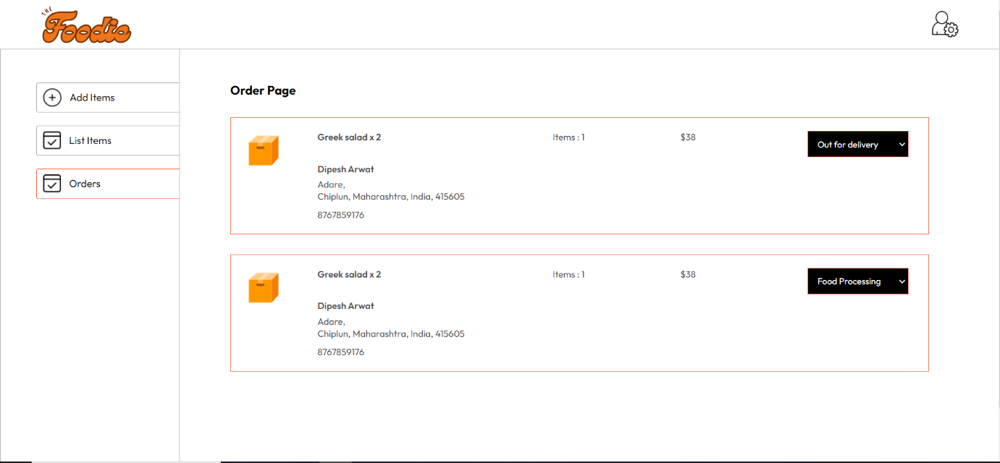 THE
Foodie
Add Items
List Items
Orders
Order Page
Greek salad x 2 Items : 1 $38 Out for delivery
Dipesh Arwat
Adare,
Chiplun, Maharashtra, India, 415605
8767859176
Greek salad x 2 Items : 1 $38 Food Processing
Dipesh Arwat
Adare,
Chiplun, Maharashtra, India, 415605
8767859176